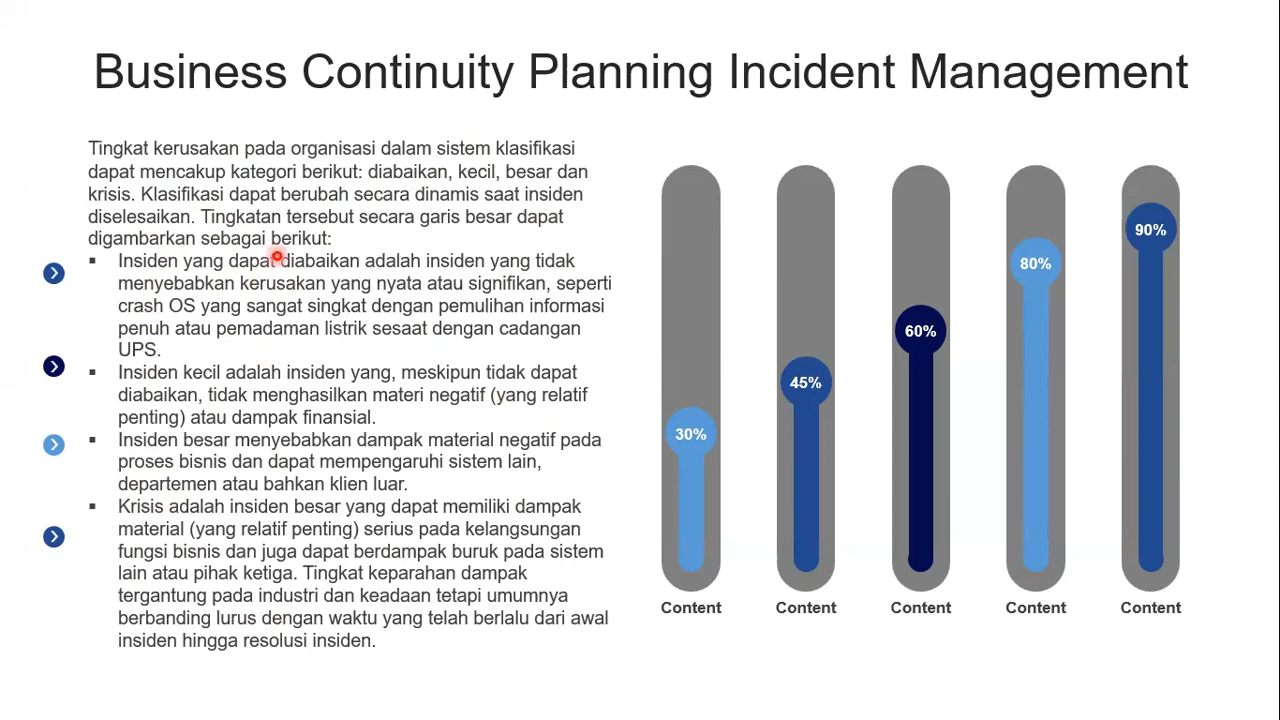 Business Continuity Planning Incident Management
Tingkat kerusakan pada organisasi dalam sistem klasifikasi
dapat mencakup kategori berikut: diabaikan, kecil, besar dan
krisis. Klasifikasi dapat berubah secara dinamis saat insiden
diselesaikan. Tingkatan tersebut secara garis besar dapat
digambarkan sebagai berikut:
▪ Insiden yang dapat diabaikan adalah insiden yang tidak
menyebabkan kerusakan yang nyata atau signifikan, seperti
crash OS yang sangat singkat dengan pemulihan informasi
penuh atau pemadaman listrik sesaat dengan cadangan
UPS.
▪ Insiden kecil adalah insiden yang, meskipun tidak dapat
diabaikan, tidak menghasilkan materi negatif (yang relatif
penting) atau dampak finansial.
▪ Insiden besar menyebabkan dampak material negatif pada
proses bisnis dan dapat mempengaruhi sistem lain,
departemen atau bahkan klien luar.
▪ Krisis adalah insiden besar yang dapat memiliki dampak
material (yang relatif penting) serius pada kelangsungan
fungsi bisnis dan juga dapat berdampak buruk pada sistem
lain atau pihak ketiga. Tingkat keparahan dampak
tergantung pada industri dan keadaan tetapi umumnya
berbanding lurus dengan waktu yang telah berlalu dari awal
insiden hingga resolusi insiden.
30%
45%
60%
80%
90%
Content
Content
Content
Content
Content